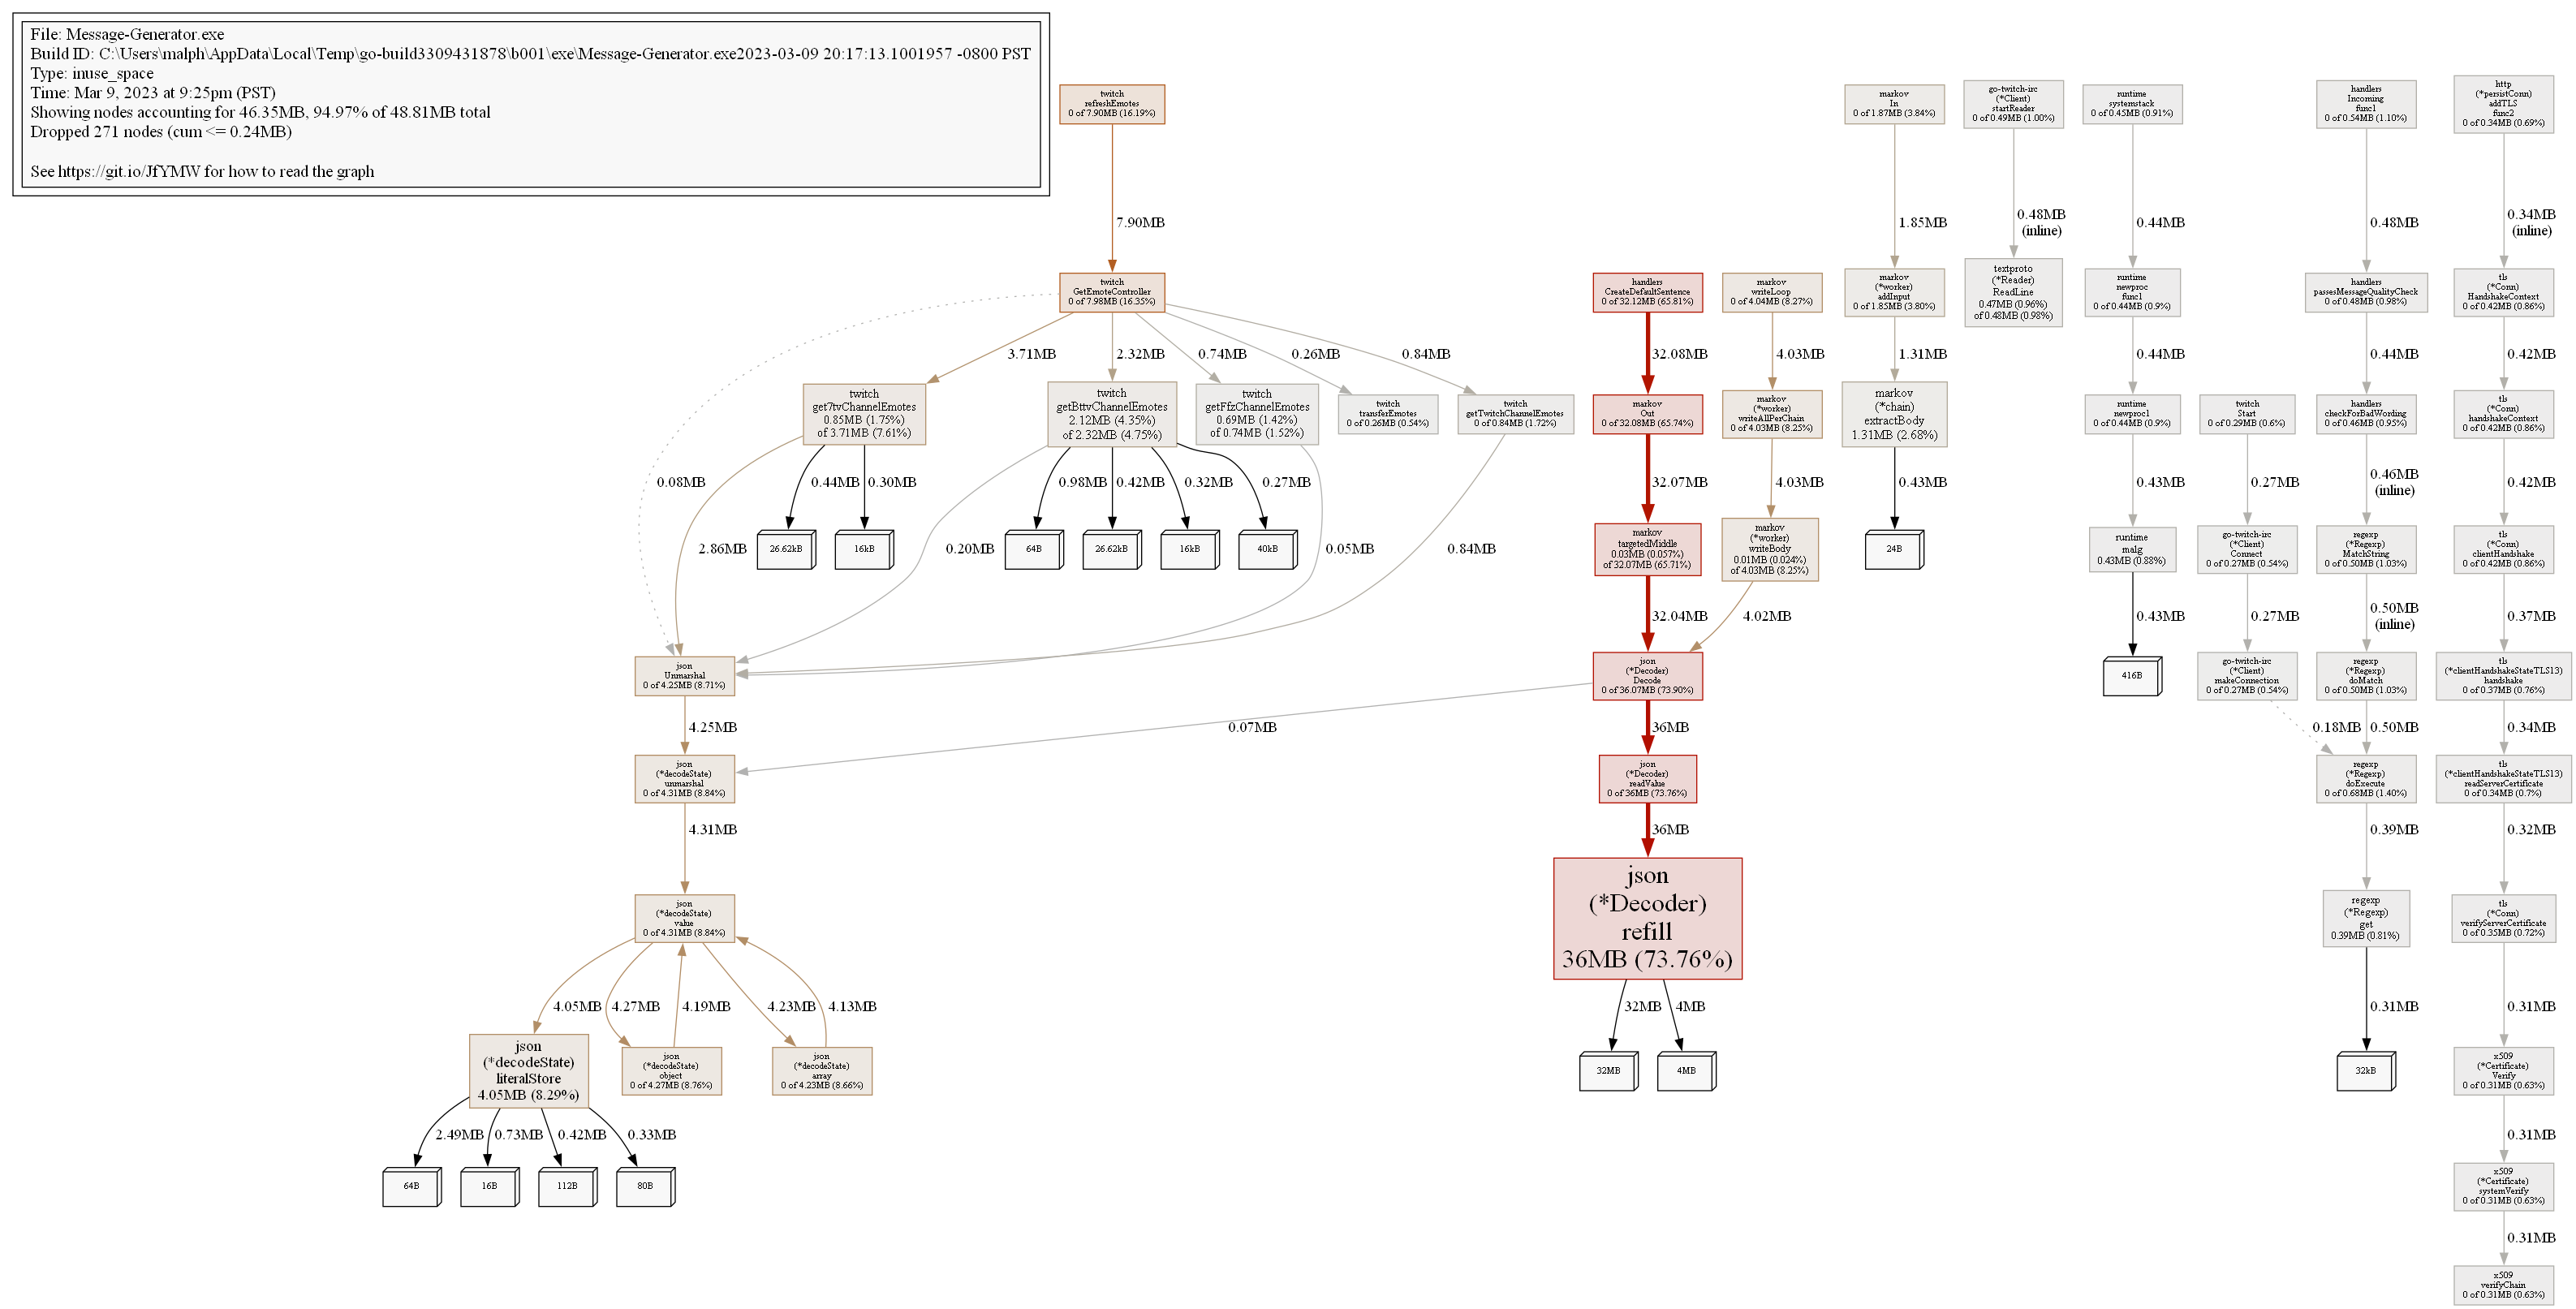 File: Message-Generator.exe
Build ID: C:\Users\malph\AppData\Local\Temp\go-build3309431878\b001\exe\Message-Generator.exe2023-03-09 20:17:13.1001957 -0800 PST
Type: inuse_space
Time: Mar 9, 2023 at 9:25pm (PST)
Showing nodes accounting for 46.35MB, 94.97% of 48.81MB total
Dropped 271 nodes (cum <= 0.24MB)
See https://git.io/JfYMW for how to read the graph
twitch
refreshEmotes
0 of 7.90MB (16.19%)
7.90MB
twitch
GetEmoteController
0 of 7.98MB (16.35%)
0.08MB
3.71MB
2.32MB
0.74MB
0.26MB
0.84MB
twitch
get7tvChannelEmotes
0.85MB (1.75%)
of 3.71MB (7.61%)
twitch
getBttvChannelEmotes
2.12MB (4.35%)
of 2.32MB (4.75%)
twitch
getFfzChannelEmotes
0.69MB (1.42%)
of 0.74MB (1.52%)
twitch
transferEmotes
0 of 0.26MB (0.54%)
twitch
getTwitchChannelEmotes
0 of 0.84MB (1.72%)
2.86MB
0.44MB
0.30MB
0.20MB
0.98MB
0.42MB
0.32MB
0.27MB
0.05MB
0.84MB
26.62kB
16kB
64B
26.62kB
16kB
40kB
json
Unmarshal
0 of 4.25MB (8.71%)
4.25MB
json
(*decodeState)
unmarshal
0 of 4.31MB (8.84%)
4.31MB
json
(*decodeState)
value
0 of 4.31MB (8.84%)
4.05MB
4.27MB
4.19MB
4.23MB
4.13MB
json
(*decodeState)
literalStore
4.05MB (8.29%)
json
(*decodeState)
object
0 of 4.27MB (8.76%)
json
(*decodeState)
array
0 of 4.23MB (8.66%)
2.49MB
0.73MB
0.42MB
0.33MB
64B
16B
112B
80B
handlers
CreateDefaultSentence
0 of 32.12MB (65.81%)
32.08MB
markov
Out
0 of 32.08MB (65.74%)
32.07MB
markov
targetedMiddle
0.03MB (0.057%)
of 32.07MB (65.71%)
32.04MB
markov
writeLoop
0 of 4.04MB (8.27%)
4.03MB
markov
(*worker)
writeAllPerChain
0 of 4.03MB (8.25%)
4.03MB
markov
(*worker)
writeBody
0.01MB (0.024%)
of 4.03MB (8.25%)
4.02MB
json
(*Decoder)
Decode
0 of 36.07MB (73.90%)
0.07MB
36MB
json
(*Decoder)
readValue
0 of 36MB (73.76%)
36MB
json
(*Decoder)
refill
36MB (73.76%)
32MB
4MB
32MB
4MB
markov
In
0 of 1.87MB (3.84%)
1.85MB
markov
(*worker)
addInput
0 of 1.85MB (3.80%)
1.31MB
markov
(*chain)
extractBody
1.31MB (2.68%)
0.43MB
24B
go-twitch-irc
(*Client)
startReader
0 of 0.49MB (1.00%)
0.48MB
(inline)
textproto
(*Reader)
ReadLine
0.47MB (0.96%)
of 0.48MB (0.98%)
runtime
systemstack
0 of 0.45MB (0.91%)
0.44MB
runtime
newproc
func1
0 of 0.44MB (0.9%)
0.44MB
runtime
newproc1
0 of 0.44MB (0.9%)
0.43MB
runtime
malg
0.43MB (0.88%)
0.43MB
416B
twitch
Start
0 of 0.29MB (0.6%)
0.27MB
go-twitch-irc
(*Client)
Connect
0 of 0.27MB (0.54%)
0.27MB
go-twitch-irc
(*Client)
makeConnection
0 of 0.27MB (0.54%)
0.18MB
handlers
Incoming
func1
0 of 0.54MB (1.10%)
0.48MB
handlers
passesMessageQualityCheck
0 of 0.48MB (0.98%)
0.44MB
handlers
checkForBadWording
0 of 0.46MB (0.95%)
0.46MB
(inline)
regexp
(*Regexp)
MatchString
0 of 0.50MB (1.03%)
0.50MB
(inline)
regexp
(*Regexp)
doMatch
0 of 0.50MB (1.03%)
0.50MB
regexp
(*Regexp)
doExecute
0 of 0.68MB (1.40%)
0.39MB
regexp
(*Regexp)
get
0.39MB (0.81%)
0.31MB
32kB
http
(*persistConn)
addTLS
func2
0 of 0.34MB (0.69%)
0.34MB
(inline)
tls
(*Conn)
HandshakeContext
0 of 0.42MB (0.86%)
0.42MB
tls
(*Conn)
handshakeContext
0 of 0.42MB (0.86%)
0.42MB
tls
(*Conn)
clientHandshake
0 of 0.42MB (0.86%)
0.37MB
tls
(*clientHandshakeStateTLS13)
handshake
0 of 0.37MB (0.76%)
0.34MB
tls
(*clientHandshakeStateTLS13)
readServerCertificate
0 of 0.34MB (0.7%)
0.32MB
tls
(*Conn)
verifyServerCertificate
0 of 0.35MB (0.72%)
0.31MB
x509
(*Certificate)
Verify
0 of 0.31MB (0.63%)
0.31MB
x509
(*Certificate)
systemVerify
0 of 0.31MB (0.63%)
0.31MB
x509
verifyChain
0 of 0.31MB (0.63%)